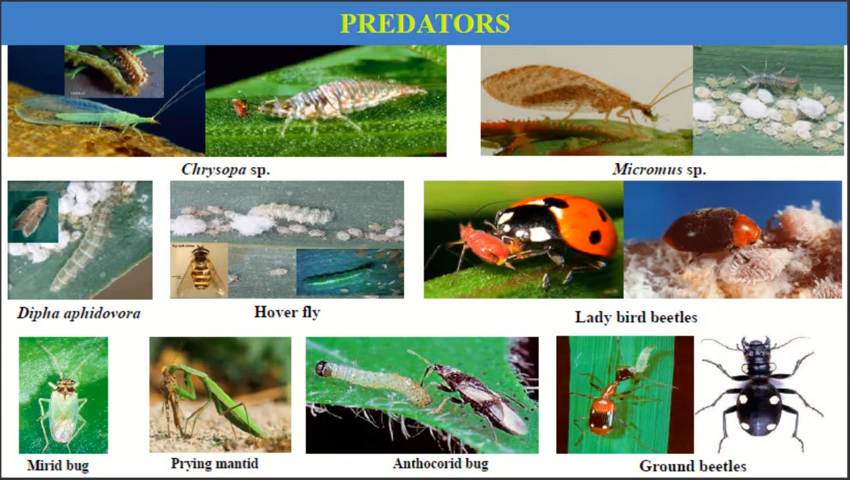 PREDATORS
Chrysopa sp.
Micromus sp.
Dipha aphidovora
Hover fly
Lady bird beetles
Mirid bug
Prying mantid
Anthocorid bug
Ground beetles